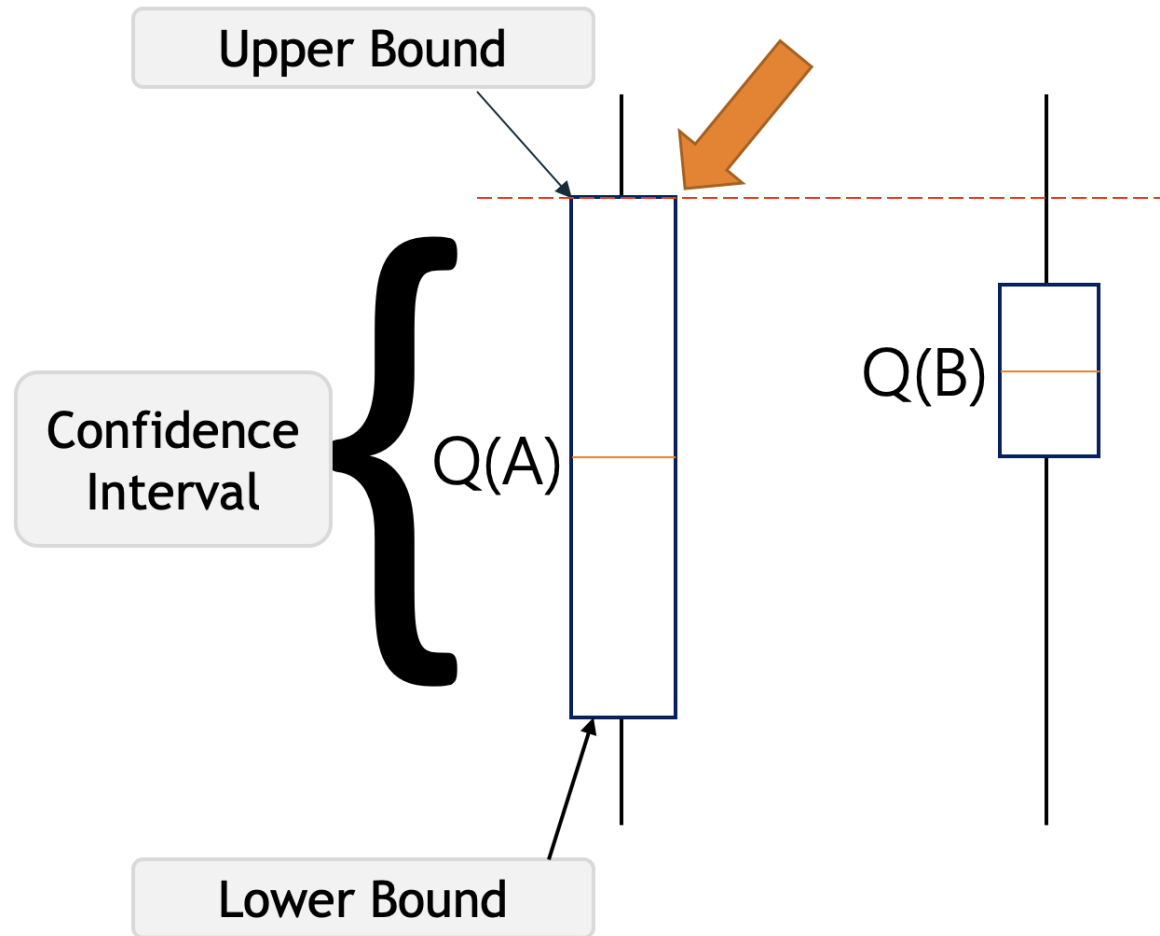 Upper Bound
Q(B)
Confidence
Interval
Q(A)
Lower Bound